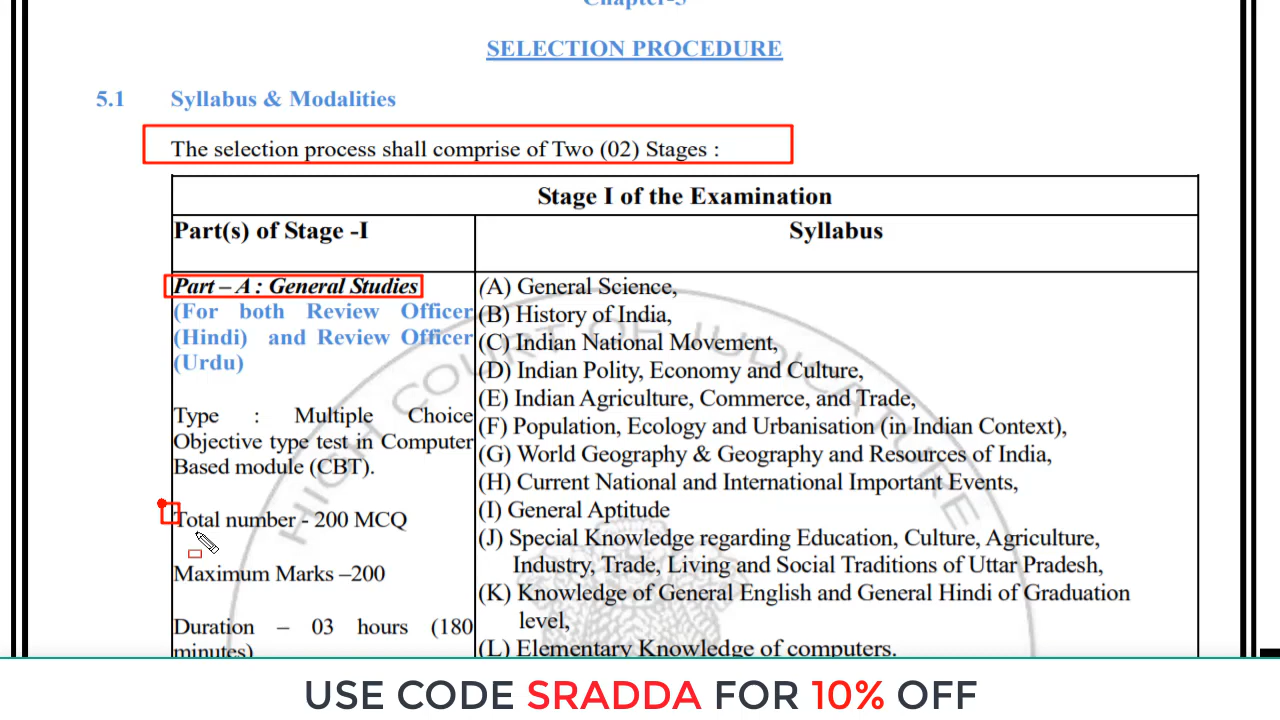 Chapter-5
SELECTION PROCEDURE
5.1 Syllabus & Modalities
The selection process shall comprise of Two (02) Stages :
Stage I of the Examination
Part(s) of Stage -I
Syllabus
Part – A : General Studies
(For both Review Officer
(Hindi) and Review Officer
(Urdu)
Type : Multiple Choice
Objective type test in Computer
Based module (CBT).
Total number - 200 MCQ
Maximum Marks –200
Duration – 03 hours (180
minutes)
(A) General Science,
(B) History of India,
(C) Indian National Movement,
(D) Indian Polity, Economy and Culture,
(E) Indian Agriculture, Commerce, and Trade,
(F) Population, Ecology and Urbanisation (in Indian Context),
(G) World Geography & Geography and Resources of India,
(H) Current National and International Important Events,
(I) General Aptitude
(J) Special Knowledge regarding Education, Culture, Agriculture,
Industry, Trade, Living and Social Traditions of Uttar Pradesh,
(K) Knowledge of General English and General Hindi of Graduation
level,
(L) Elementary Knowledge of computers.
HIGH COURT OF JUDICATURE
USE CODE SRADDA FOR 10% OFF